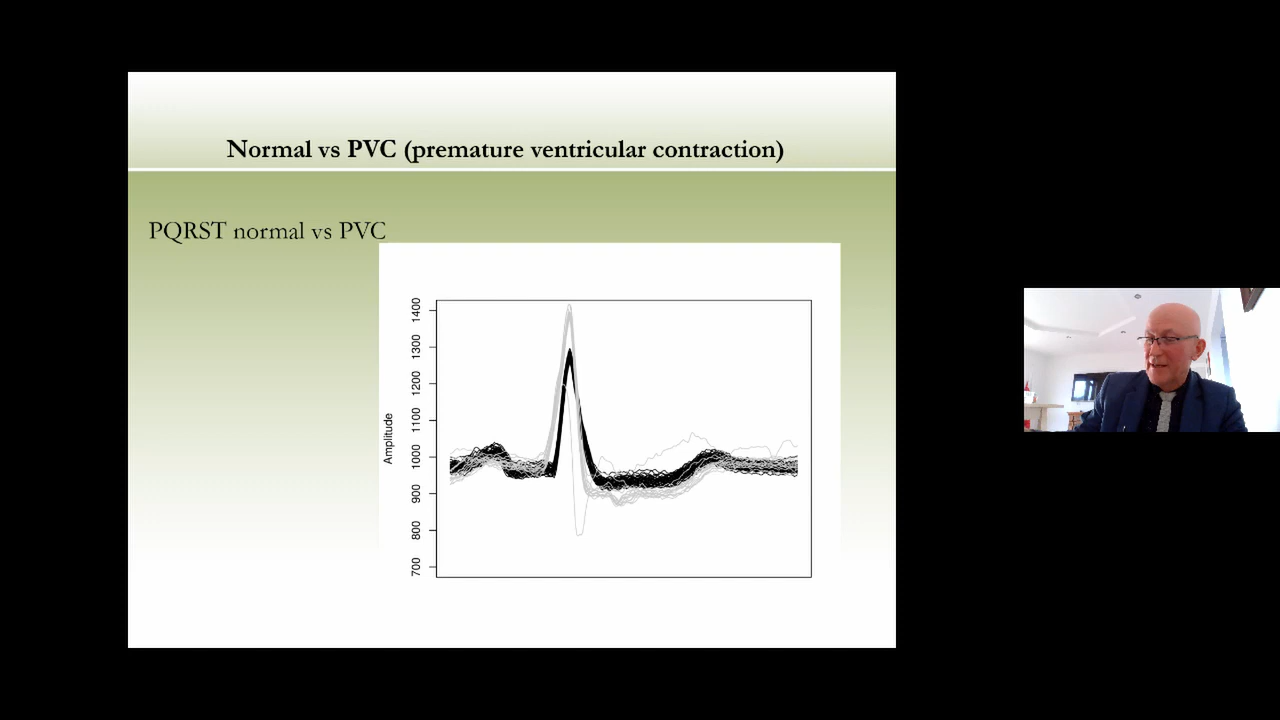 Normal vs PVC (premature ventricular contraction)
PQRST normal vs PVC
1400
1300
1200
1100
1000
900
800
700
Amplitude